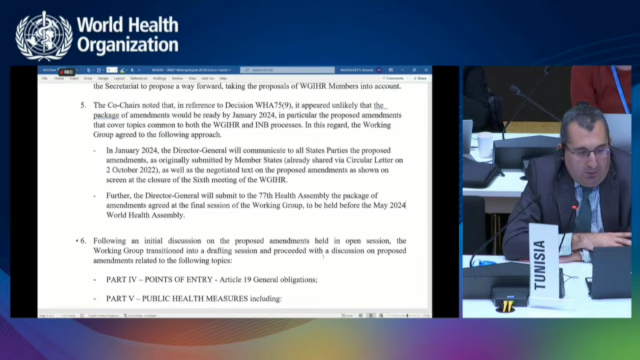 World Health
Organization
the Secretariat to propose a way forward, taking the proposals of WGIHR Members into account.
5. The Co-Chairs noted that, in reference to Decision WHA75(9), it appeared unlikely that the
package of amendments would be ready by January 2024, in particular the proposed amendments
that cover topics common to both the WGIHR and INB processes. In this regard, the Working
Group agreed to the following approach.
- In January 2024, the Director-General will communicate to all States Parties the proposed
amendments, as originally submitted by Member States (already shared via Circular Letter on
2 October 2022), as well as the negotiated text on the proposed amendments as shown on
screen at the closure of the Sixth meeting of the WGIHR.
- Further, the Director-General will submit to the 77th Health Assembly the package of
amendments agreed at the final session of the Working Group, to be held before the May 2024
World Health Assembly.
6. Following an initial discussion on the proposed amendments held in open session, the
Working Group transitioned into a drafting session and proceeded with a discussion on proposed
amendments related to the following topics:
- PART IV – POINTS OF ENTRY - Article 19 General obligations;
- PART V – PUBLIC HEALTH MEASURES including:
TUNISIA